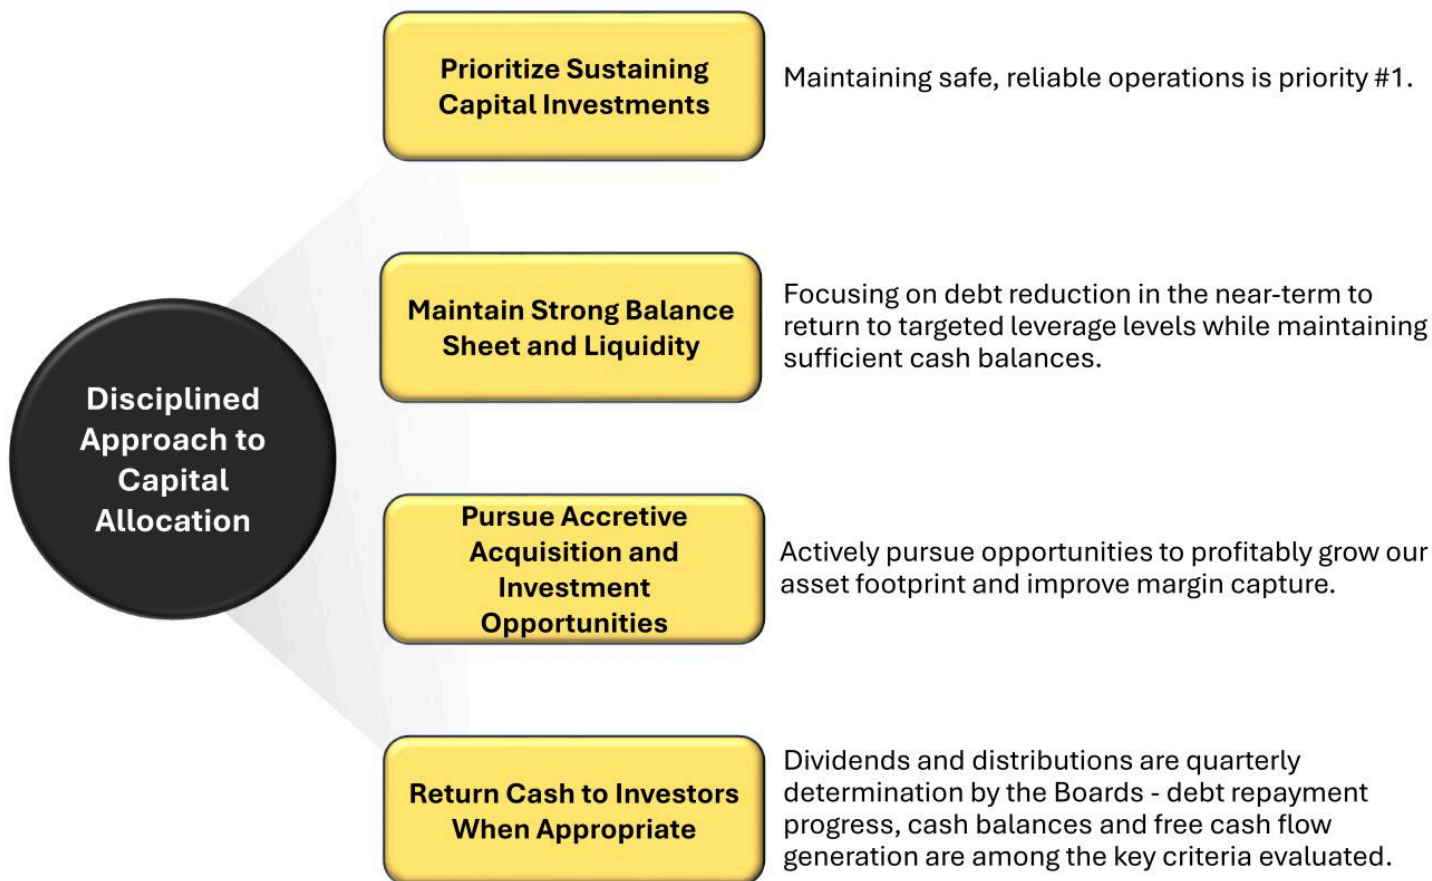 Prioritize Sustaining
Capital Investments
Maintaining safe, reliable operations is priority #1.
Maintain Strong Balance
Sheet and Liquidity
Focusing on debt reduction in the near-term to
return to targeted leverage levels while maintaining
sufficient cash balances.
Disciplined
Approach to
Capital
Allocation
Pursue Accretive
Acquisition and
Investment
Opportunities
Actively pursue opportunities to profitably grow our
asset footprint and improve margin capture.
Return Cash to Investors
When Appropriate
Dividends and distributions are quarterly
determination by the Boards - debt repayment
progress, cash balances and free cash flow
generation are among the key criteria evaluated.